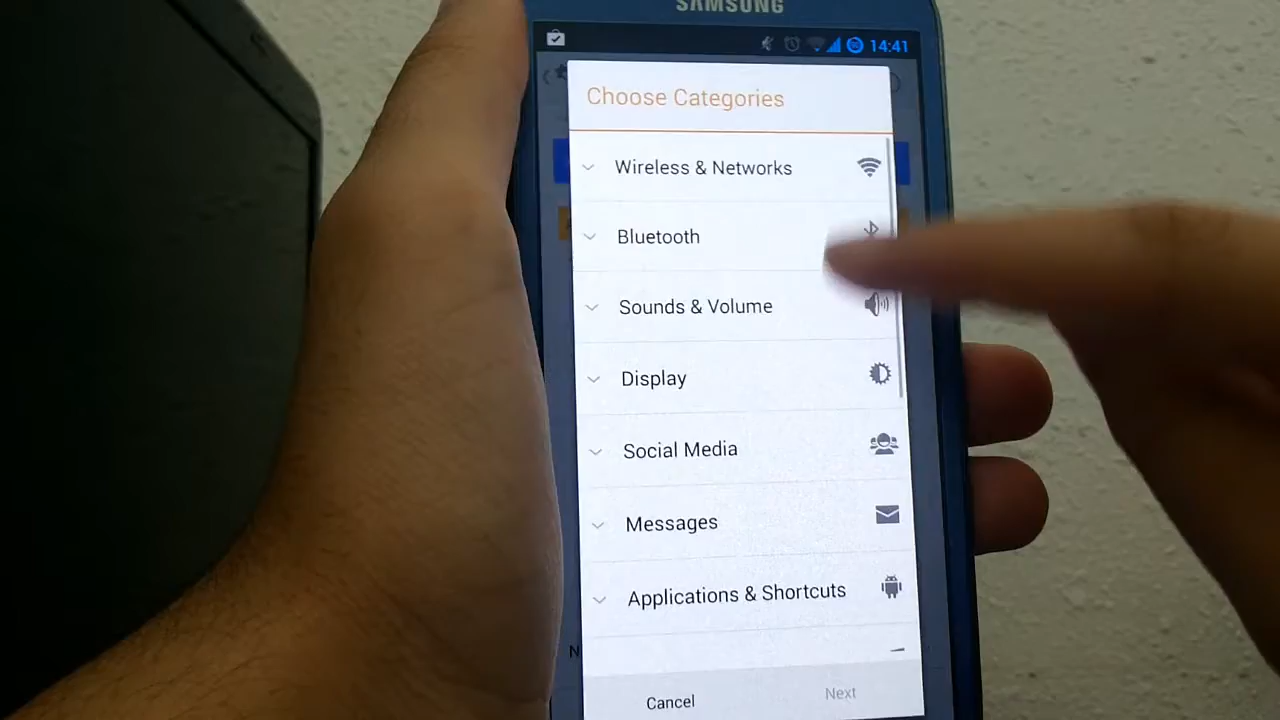 SAMSUNG
14:41
Choose Categories
Wireless & Networks
Bluetooth
Sounds & Volume
Display
Social Media
Messages
Applications & Shortcuts
N
Cancel
Next